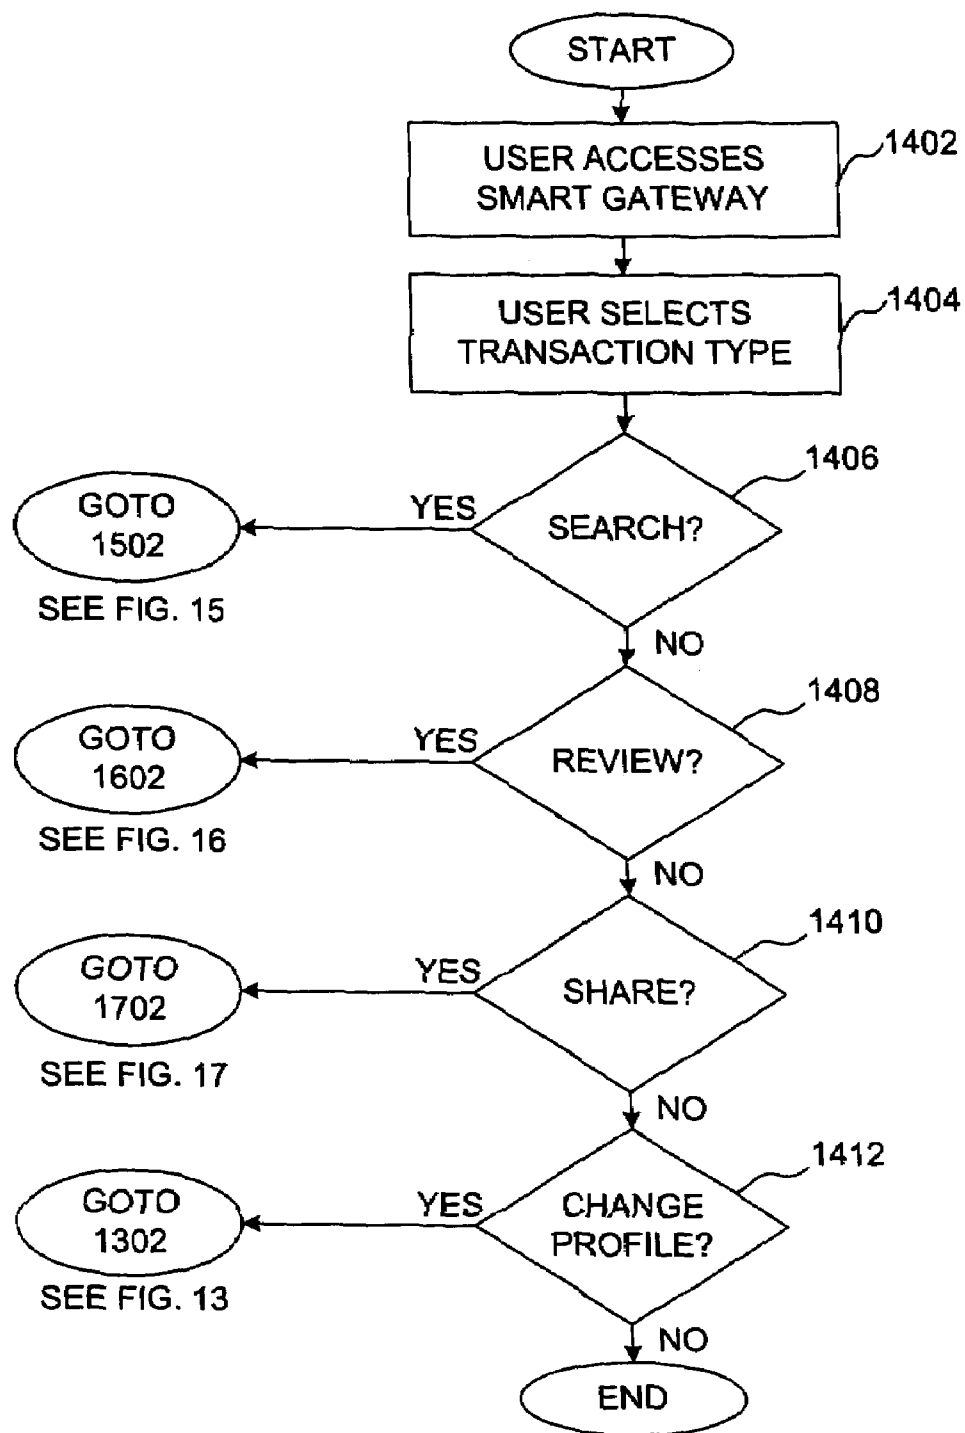 START
USER ACCESSES
SMART GATEWAY
1402
USER SELECTS
TRANSACTION TYPE
1404
SEARCH?
1406
YES
GOTO
1502
SEE FIG. 15
NO
REVIEW?
1408
YES
GOTO
1602
SEE FIG. 16
NO
SHARE?
1410
YES
GOTO
1702
SEE FIG. 17
NO
CHANGE
PROFILE?
1412
YES
GOTO
1302
SEE FIG. 13
NO
END